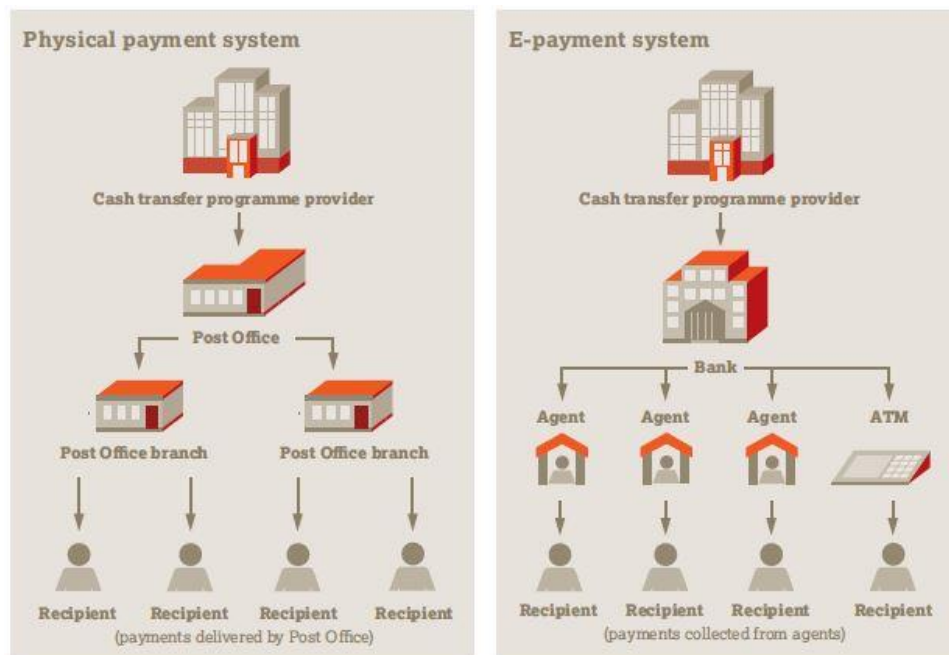 Physical payment system
Cash transfer programme provider
Post Office
Post Office branch
Post Office branch
Recipient
Recipient
Recipient
Recipient
(payments delivered by Post Office)
E-payment system
Cash transfer programme provider
Bank
Agent
Agent
Agent
ATM
Recipient
Recipient
Recipient
Recipient
(payments collected from agents)